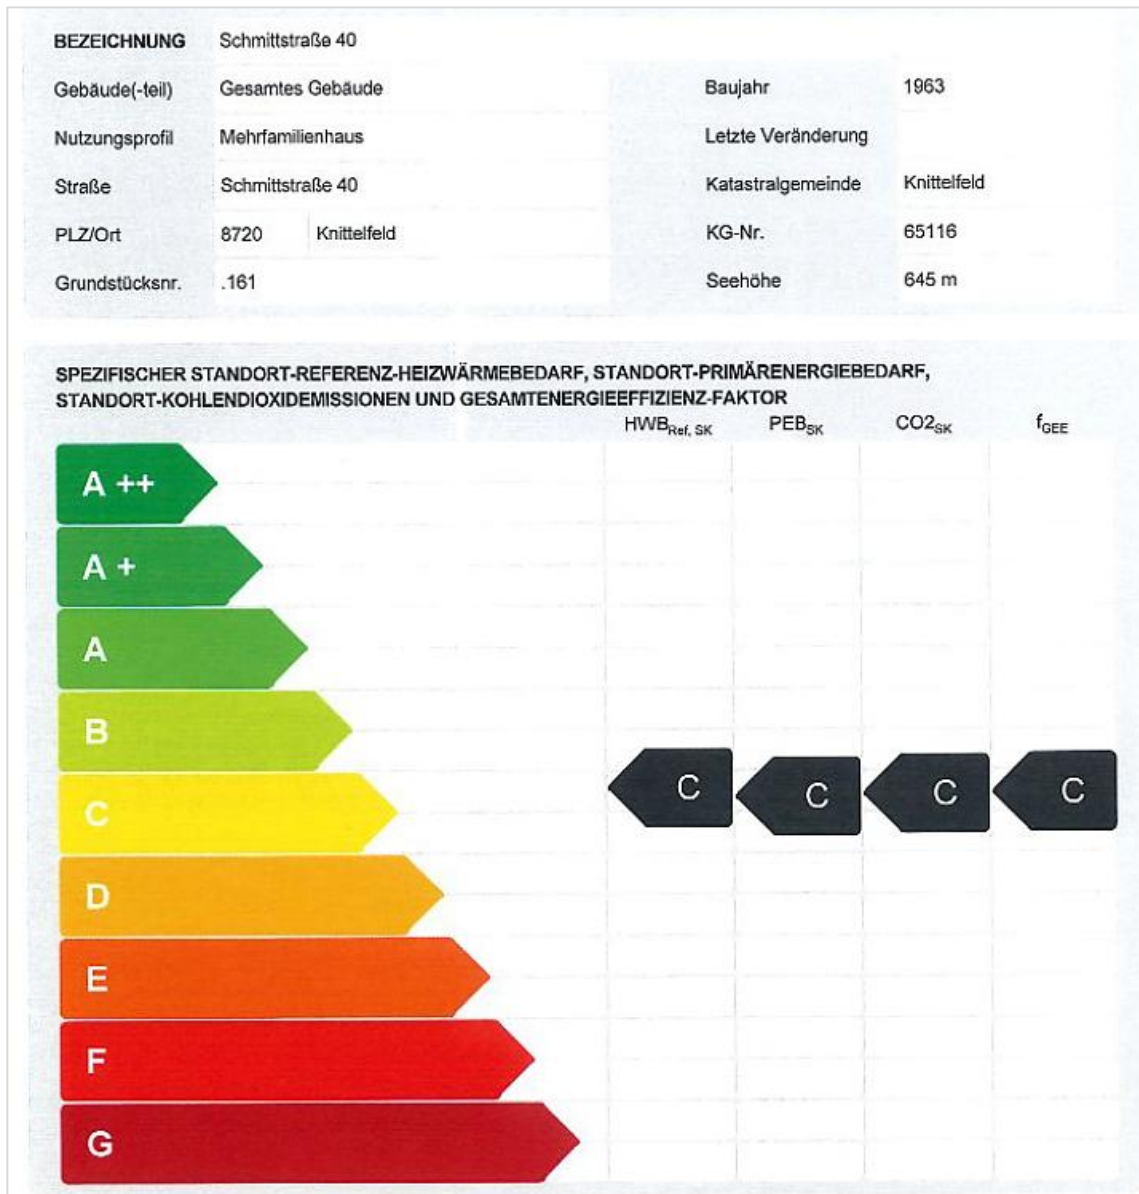 BEZEICHNUNG Schmittstraße 40
Gebäude(-teil) Gesamtes Gebäude Baujahr 1963
Nutzungsprofil Mehrfamilienhaus Letzte Veränderung
Straße Schmittstraße 40 Katastralgemeinde Knittelfeld
PLZ/Ort 8720 Knittelfeld KG-Nr. 65116
Grundstücksnr. .161 Seehöhe 645 m
SPEZIFISCHER STANDORT-REFERENZ-HEIZWÄRMEBEDARF, STANDORT-PRIMÄRENERGIEBEDARF,
STANDORT-KOHLENDIOXIDEMISSIONEN UND GESAMTENERGIEEFFIZIENZ-FAKTOR
HWBRef, SK PEBSK CO2SK fGEE
A ++
A +
A
B
C C C C C
D
E
F
G